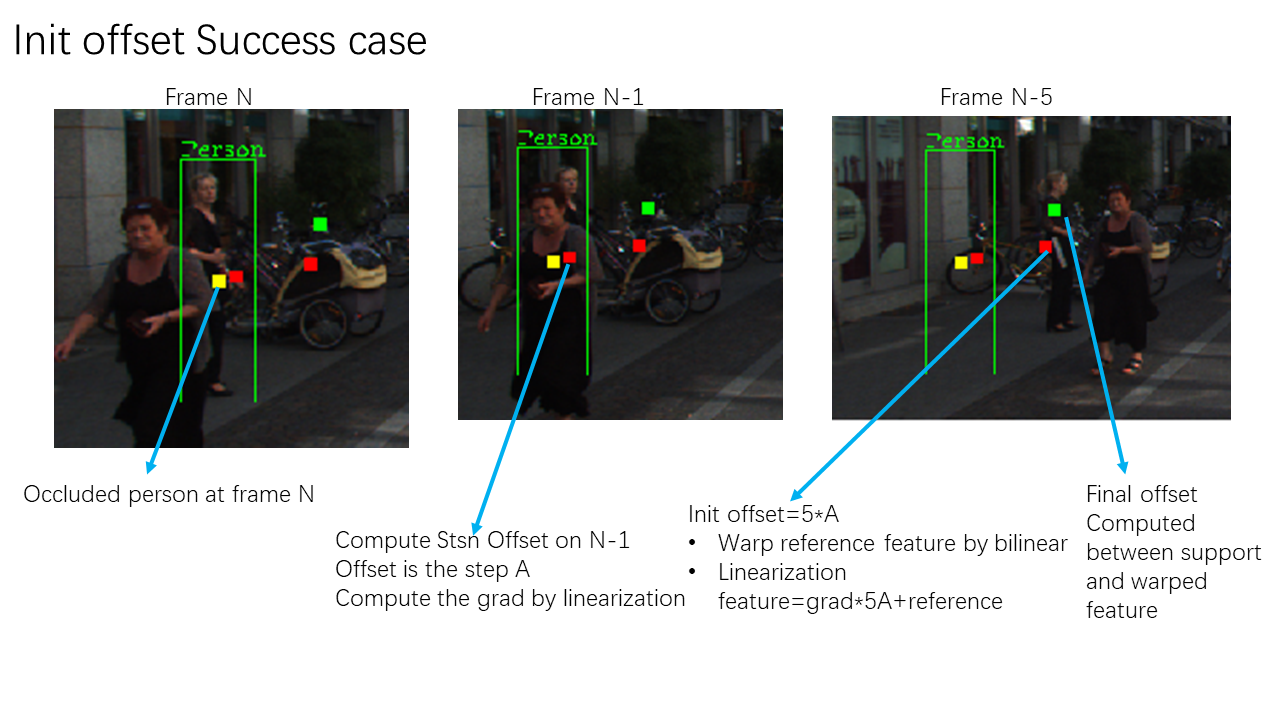 Init offset Success case
Frame N
Frame N-1
Frame N-5
Person
Person
Person
Occluded person at frame N
Compute Stsn Offset on N-1
Offset is the step A
Compute the grad by linearization
Init offset=5*A
• Warp reference feature by bilinear
• Linearization
feature=grad*5A+reference
Final offset
Computed
between support
and warped
feature